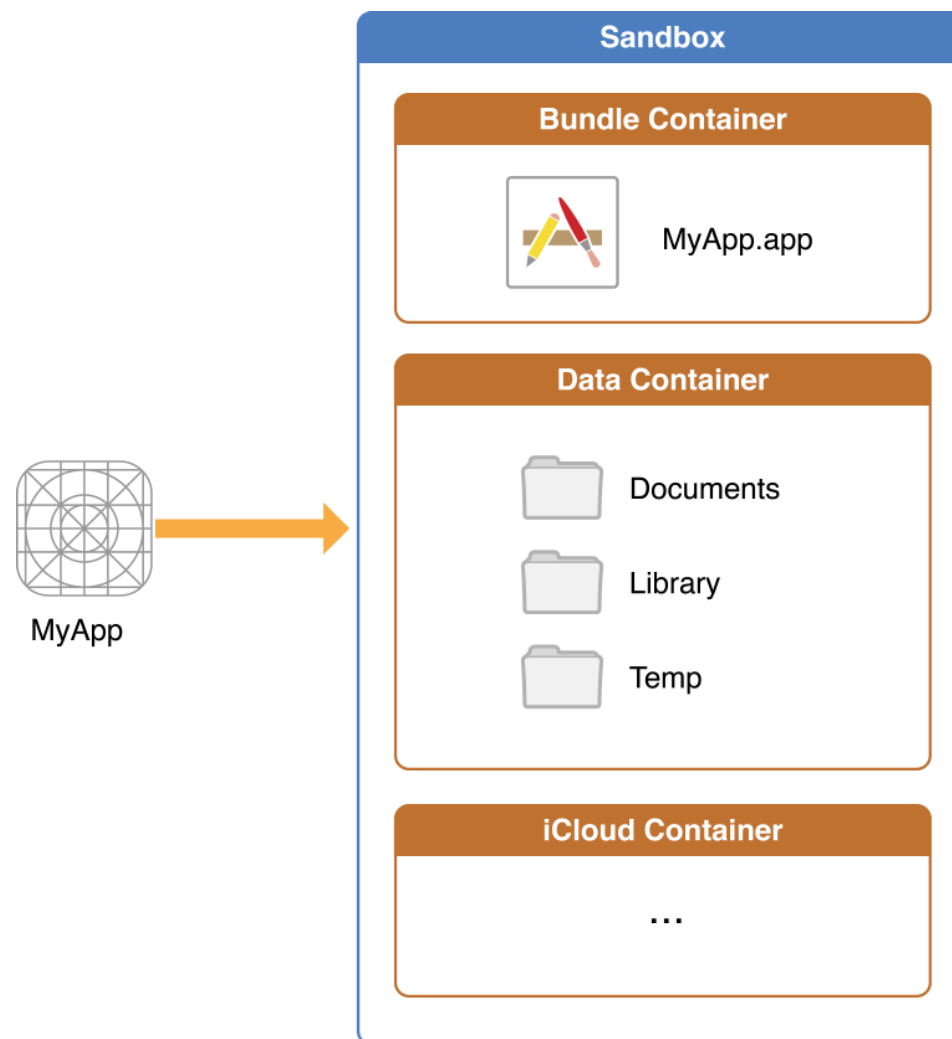 Sandbox
Bundle Container
MyApp.app
Data Container
Documents
Library
Temp
MyApp
iCloud Container
...